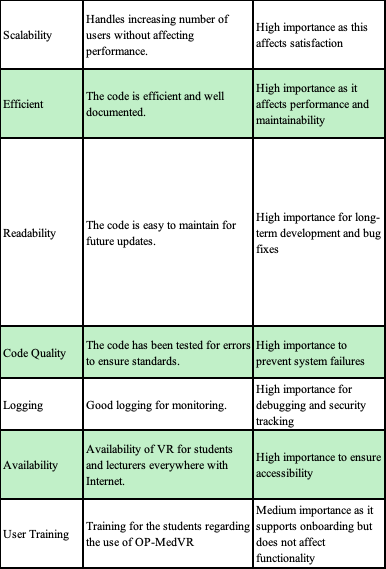 Scalability
Handles increasing number of
users without affecting
performance.
High importance as this
affects satisfaction
Efficient
The code is efficient and well
documented.
High importance as it
affects performance and
maintainability
Readability
The code is easy to maintain for
future updates.
High importance for long-
term development and bug
fixes
Code Quality
The code has been tested for errors
to ensure standards.
High importance to
prevent system failures
Logging
Good logging for monitoring.
High importance for
debugging and security
tracking
Availability
Availability of VR for students
and lecturers everywhere with
Internet.
High importance to ensure
accessibility
User Training
Training for the students regarding
the use of OP-MedVR
Medium importance as it
supports onboarding but
does not affect
functionality